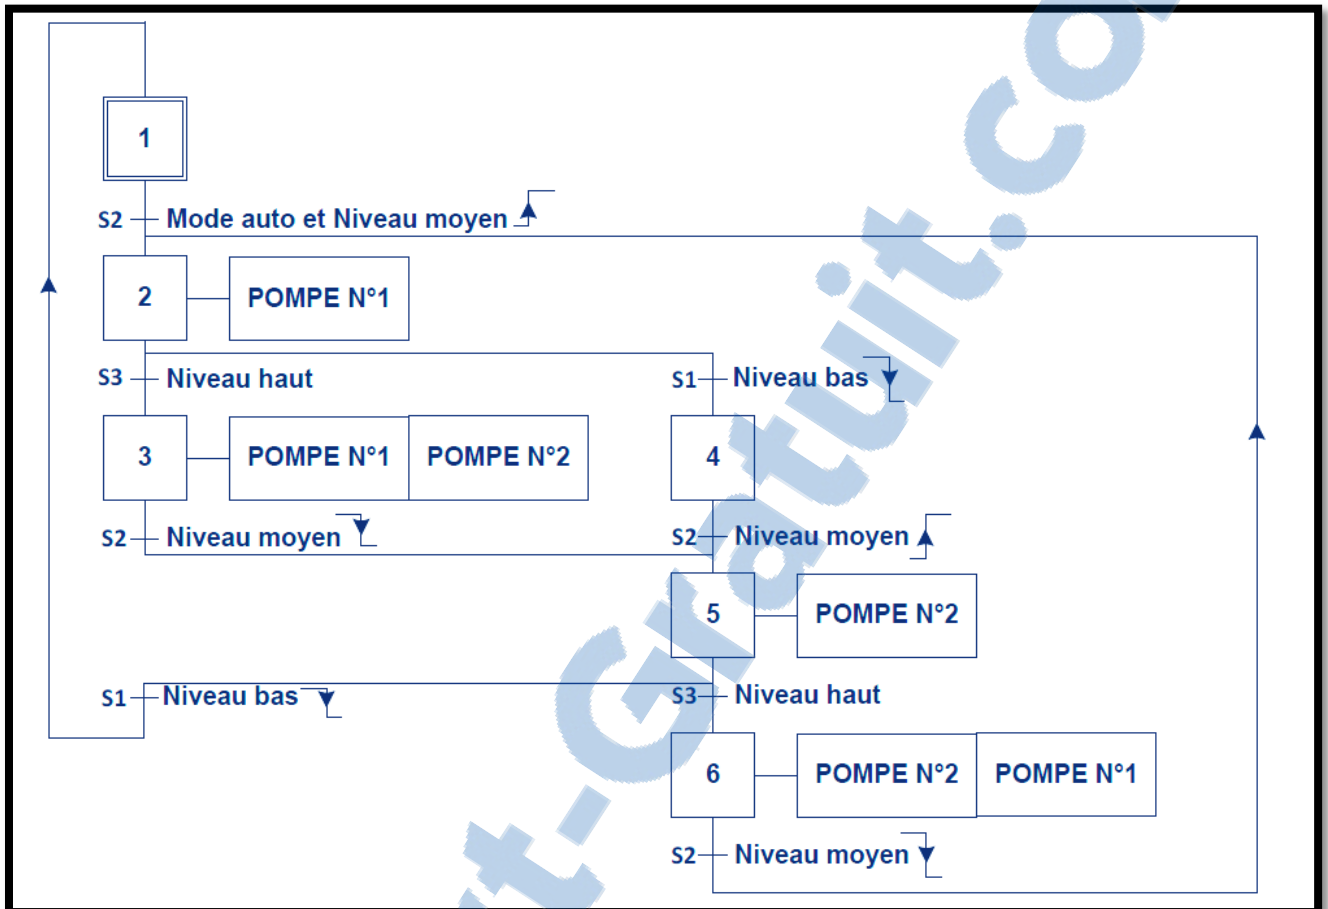 1
S2 Mode auto et Niveau moyen
2 POMPE N°1
S3 Niveau haut
S1 Niveau bas
3 POMPE N°1 POMPE N°2
4
S2 Niveau moyen
S2 Niveau moyen
5 POMPE N°2
S1 Niveau bas
S3 Niveau haut
6 POMPE N°2 POMPE N°1
S2 Niveau moyen
t-Gratuit.co